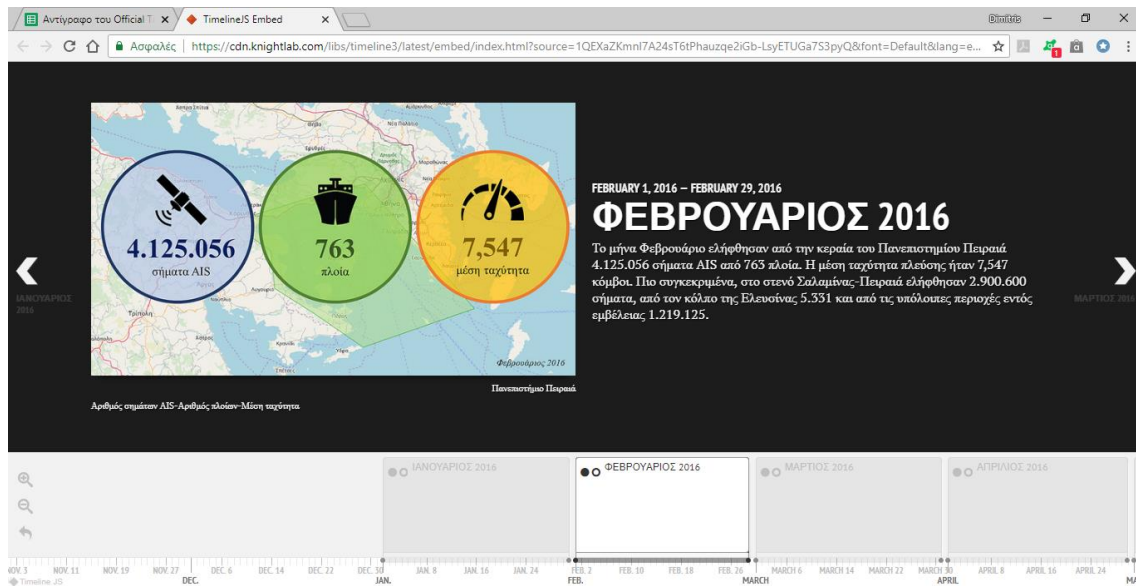 Αντίγραφο του Official T
TimelineJS Embed
Dimitris
Ασφαλές
https://cdn.knightlab.com/libs/timeline3/latest/embed/index.html?source=1QEXaZKmnI7A24sT6tPhauzqe2iGb-LsyETUGa7S3pyQ&font=Default&lang=e...
1
4.125.056
σήματα AIS
763
πλοία
7,547
μέση ταχύτητα
Τρίπολη
Φεβρουάριος 2016
Πανεπιστήμιο Πειραιά
Αριθμός σημάτων AIS-Αριθμός πλοίων-Μέση ταχύτητα
FEBRUARY 1, 2016 – FEBRUARY 29, 2016
ΦΕΒΡΟΥΑΡΙΟΣ 2016
Το μήνα Φεβρουάριο ελήφθησαν από την κεραία του Πανεπιστημίου Πειραιά
4.125.056 σήματα AIS από 763 πλοία. Η μέση ταχύτητα πλεύσης ήταν 7,547
κόμβοι. Πιο συγκεκριμένα, στο στενό Σαλαμίνας-Πειραιά ελήφθησαν 2.900.600
σήματα, από τον κόλπο της Ελευσίνας 5.331 και από τις υπόλοιπες περιοχές εντός
εμβέλειας 1.219.125.
ΙΑΝΟΥΑΡΙΟΣ
2016
ΜΑΡΤΙΟΣ 2016
ΙΑΝΟΥΑΡΙΟΣ 2016
ΦΕΒΡΟΥΑΡΙΟΣ 2016
ΜΑΡΤΙΟΣ 2016
ΑΠΡΙΛΙΟΣ 2016
NOV. 3 NOV. 11 NOV. 19 NOV. 27 DEC. 6 DEC. 14 DEC. 22 DEC. 30 JAN. 8 JAN. 16 JAN. 24 FEB. 2 FEB. 10 FEB. 18 FEB. 26 MARCH 6 MARCH 14 MARCH 22 MARCH 30 APRIL 8 APRIL 16 APRIL 24
DEC. JAN. FEB. MARCH APRIL
Timeline JS